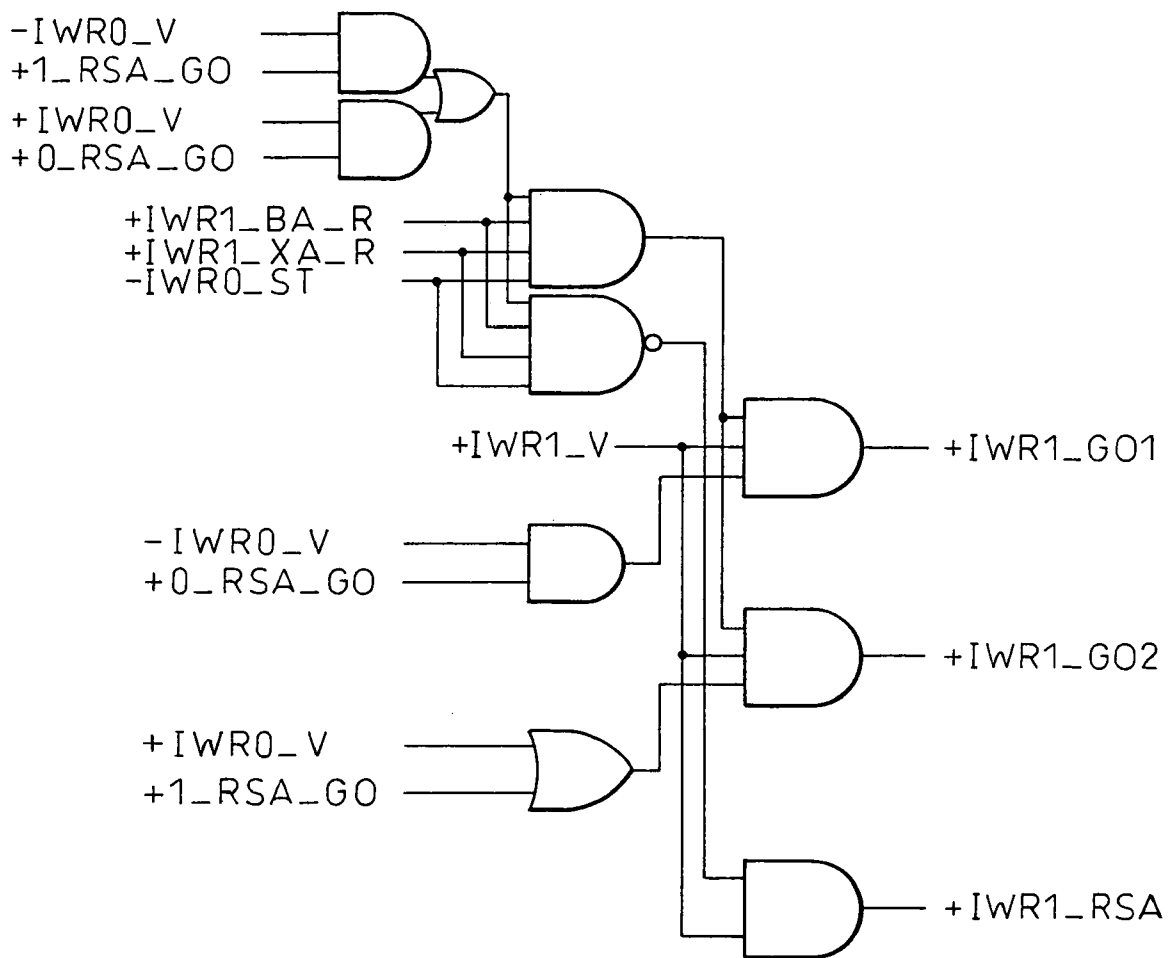 -IWR0_V
+1_RSA_GO
+IWR0_V
+0_RSA_GO
+IWR1_BA_R
+IWR1_XA_R
-IWR0_ST
+IWR1_V
+IWR1_GO1
-IWR0_V
+0_RSA_GO
+IWR1_GO2
+IWR0_V
+1_RSA_GO
+IWR1_RSA